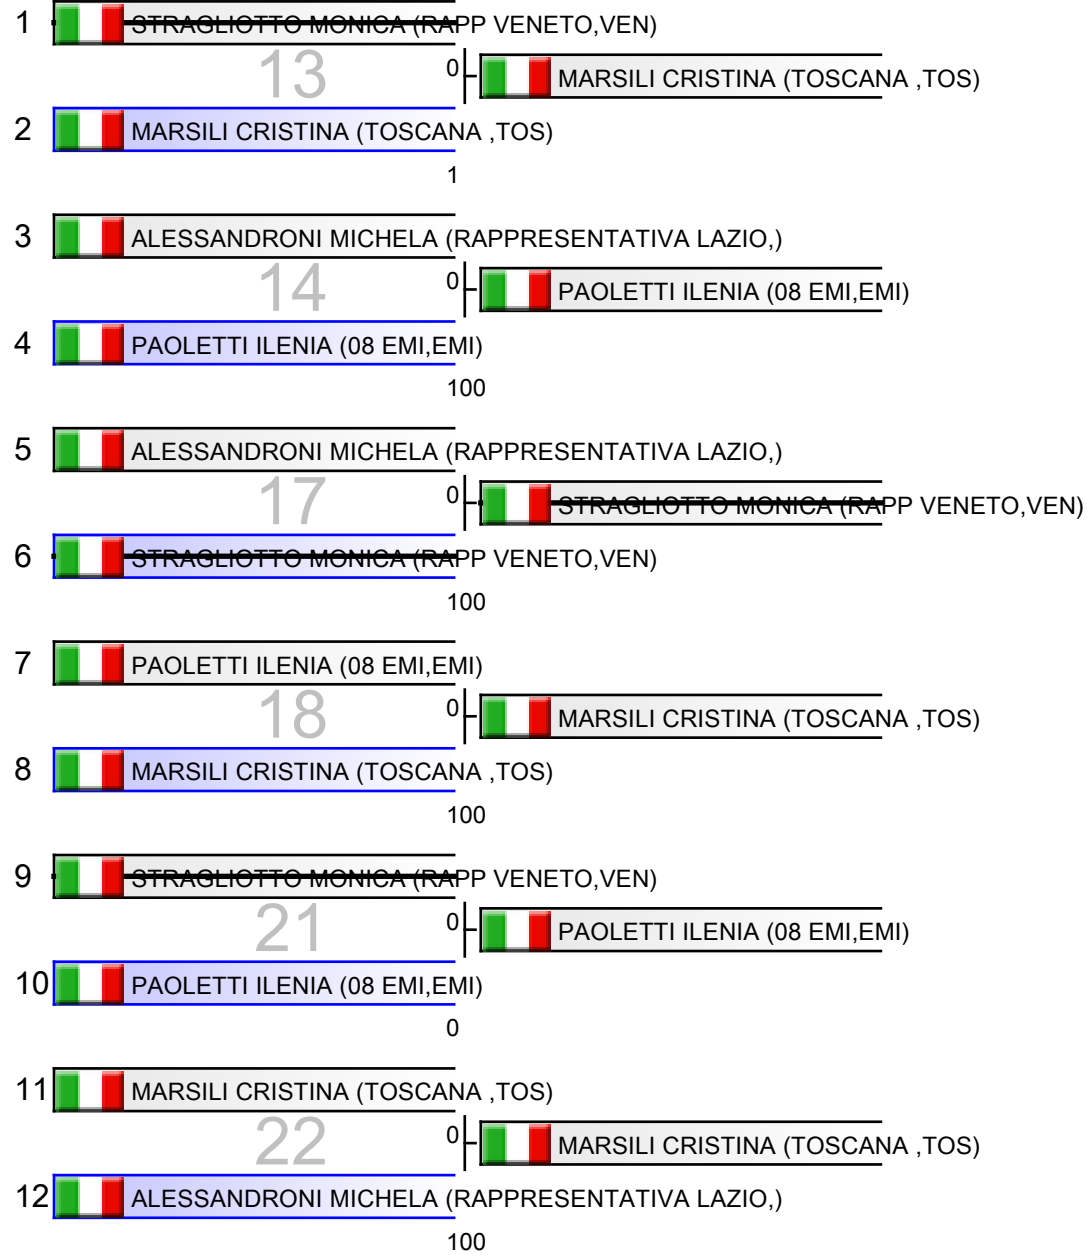 1 STRAGLIOTTO MONICA (RAPP VENETO,VEN)
13 0 MARSILI CRISTINA (TOSCANA ,TOS)
2 MARSILI CRISTINA (TOSCANA ,TOS)
1
3 ALESSANDRONI MICHELA (RAPPRESENTATIVA LAZIO,)
14 0 PAOLETTI ILENIA (08 EMI,EMI)
4 PAOLETTI ILENIA (08 EMI,EMI)
100
5 ALESSANDRONI MICHELA (RAPPRESENTATIVA LAZIO,)
17 0 STRAGLIOTTO MONICA (RAPP VENETO,VEN)
6 STRAGLIOTTO MONICA (RAPP VENETO,VEN)
100
7 PAOLETTI ILENIA (08 EMI,EMI)
18 0 MARSILI CRISTINA (TOSCANA ,TOS)
8 MARSILI CRISTINA (TOSCANA ,TOS)
100
9 STRAGLIOTTO MONICA (RAPP VENETO,VEN)
21 0 PAOLETTI ILENIA (08 EMI,EMI)
10 PAOLETTI ILENIA (08 EMI,EMI)
0
11 MARSILI CRISTINA (TOSCANA ,TOS)
22 0 MARSILI CRISTINA (TOSCANA ,TOS)
12 ALESSANDRONI MICHELA (RAPPRESENTATIVA LAZIO,)
100